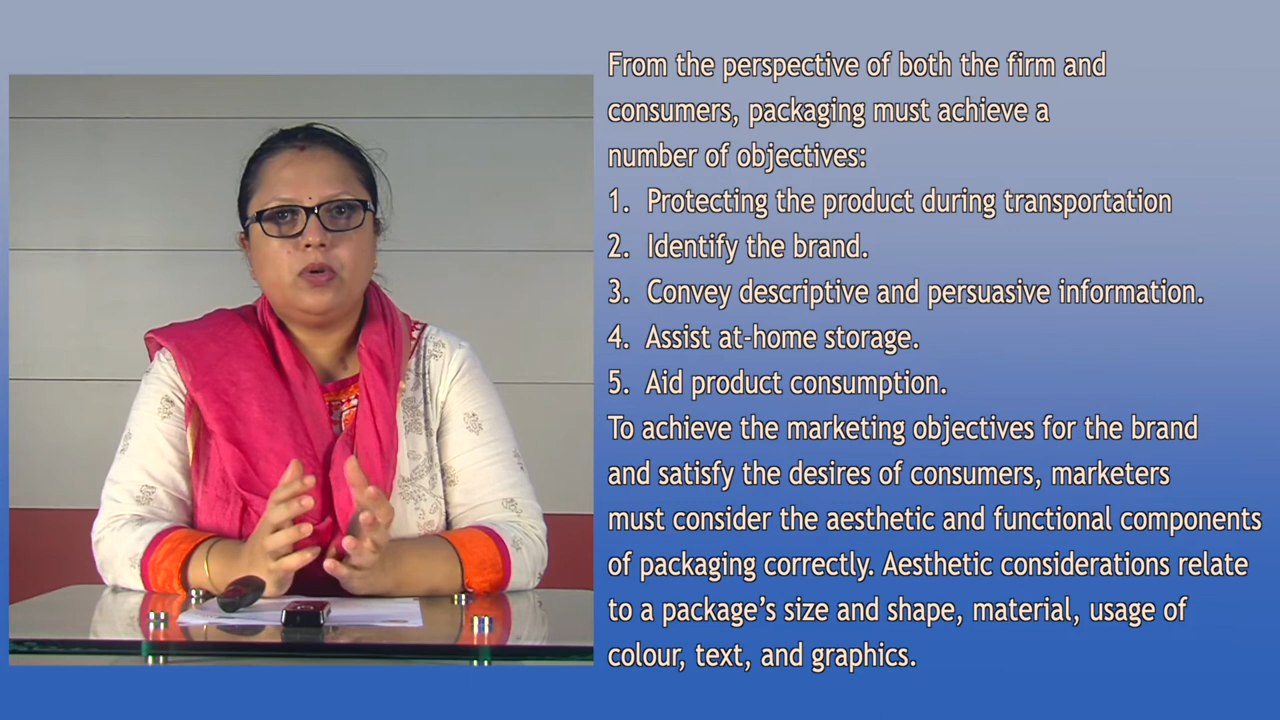 From the perspective of both the firm and
consumers, packaging must achieve a
number of objectives:
1. Protecting the product during transportation
2. Identify the brand.
3. Convey descriptive and persuasive information.
4. Assist at-home storage.
5. Aid product consumption.
To achieve the marketing objectives for the brand
and satisfy the desires of consumers, marketers
must consider the aesthetic and functional components
of packaging correctly. Aesthetic considerations relate
to a package’s size and shape, material, usage of
colour, text, and graphics.